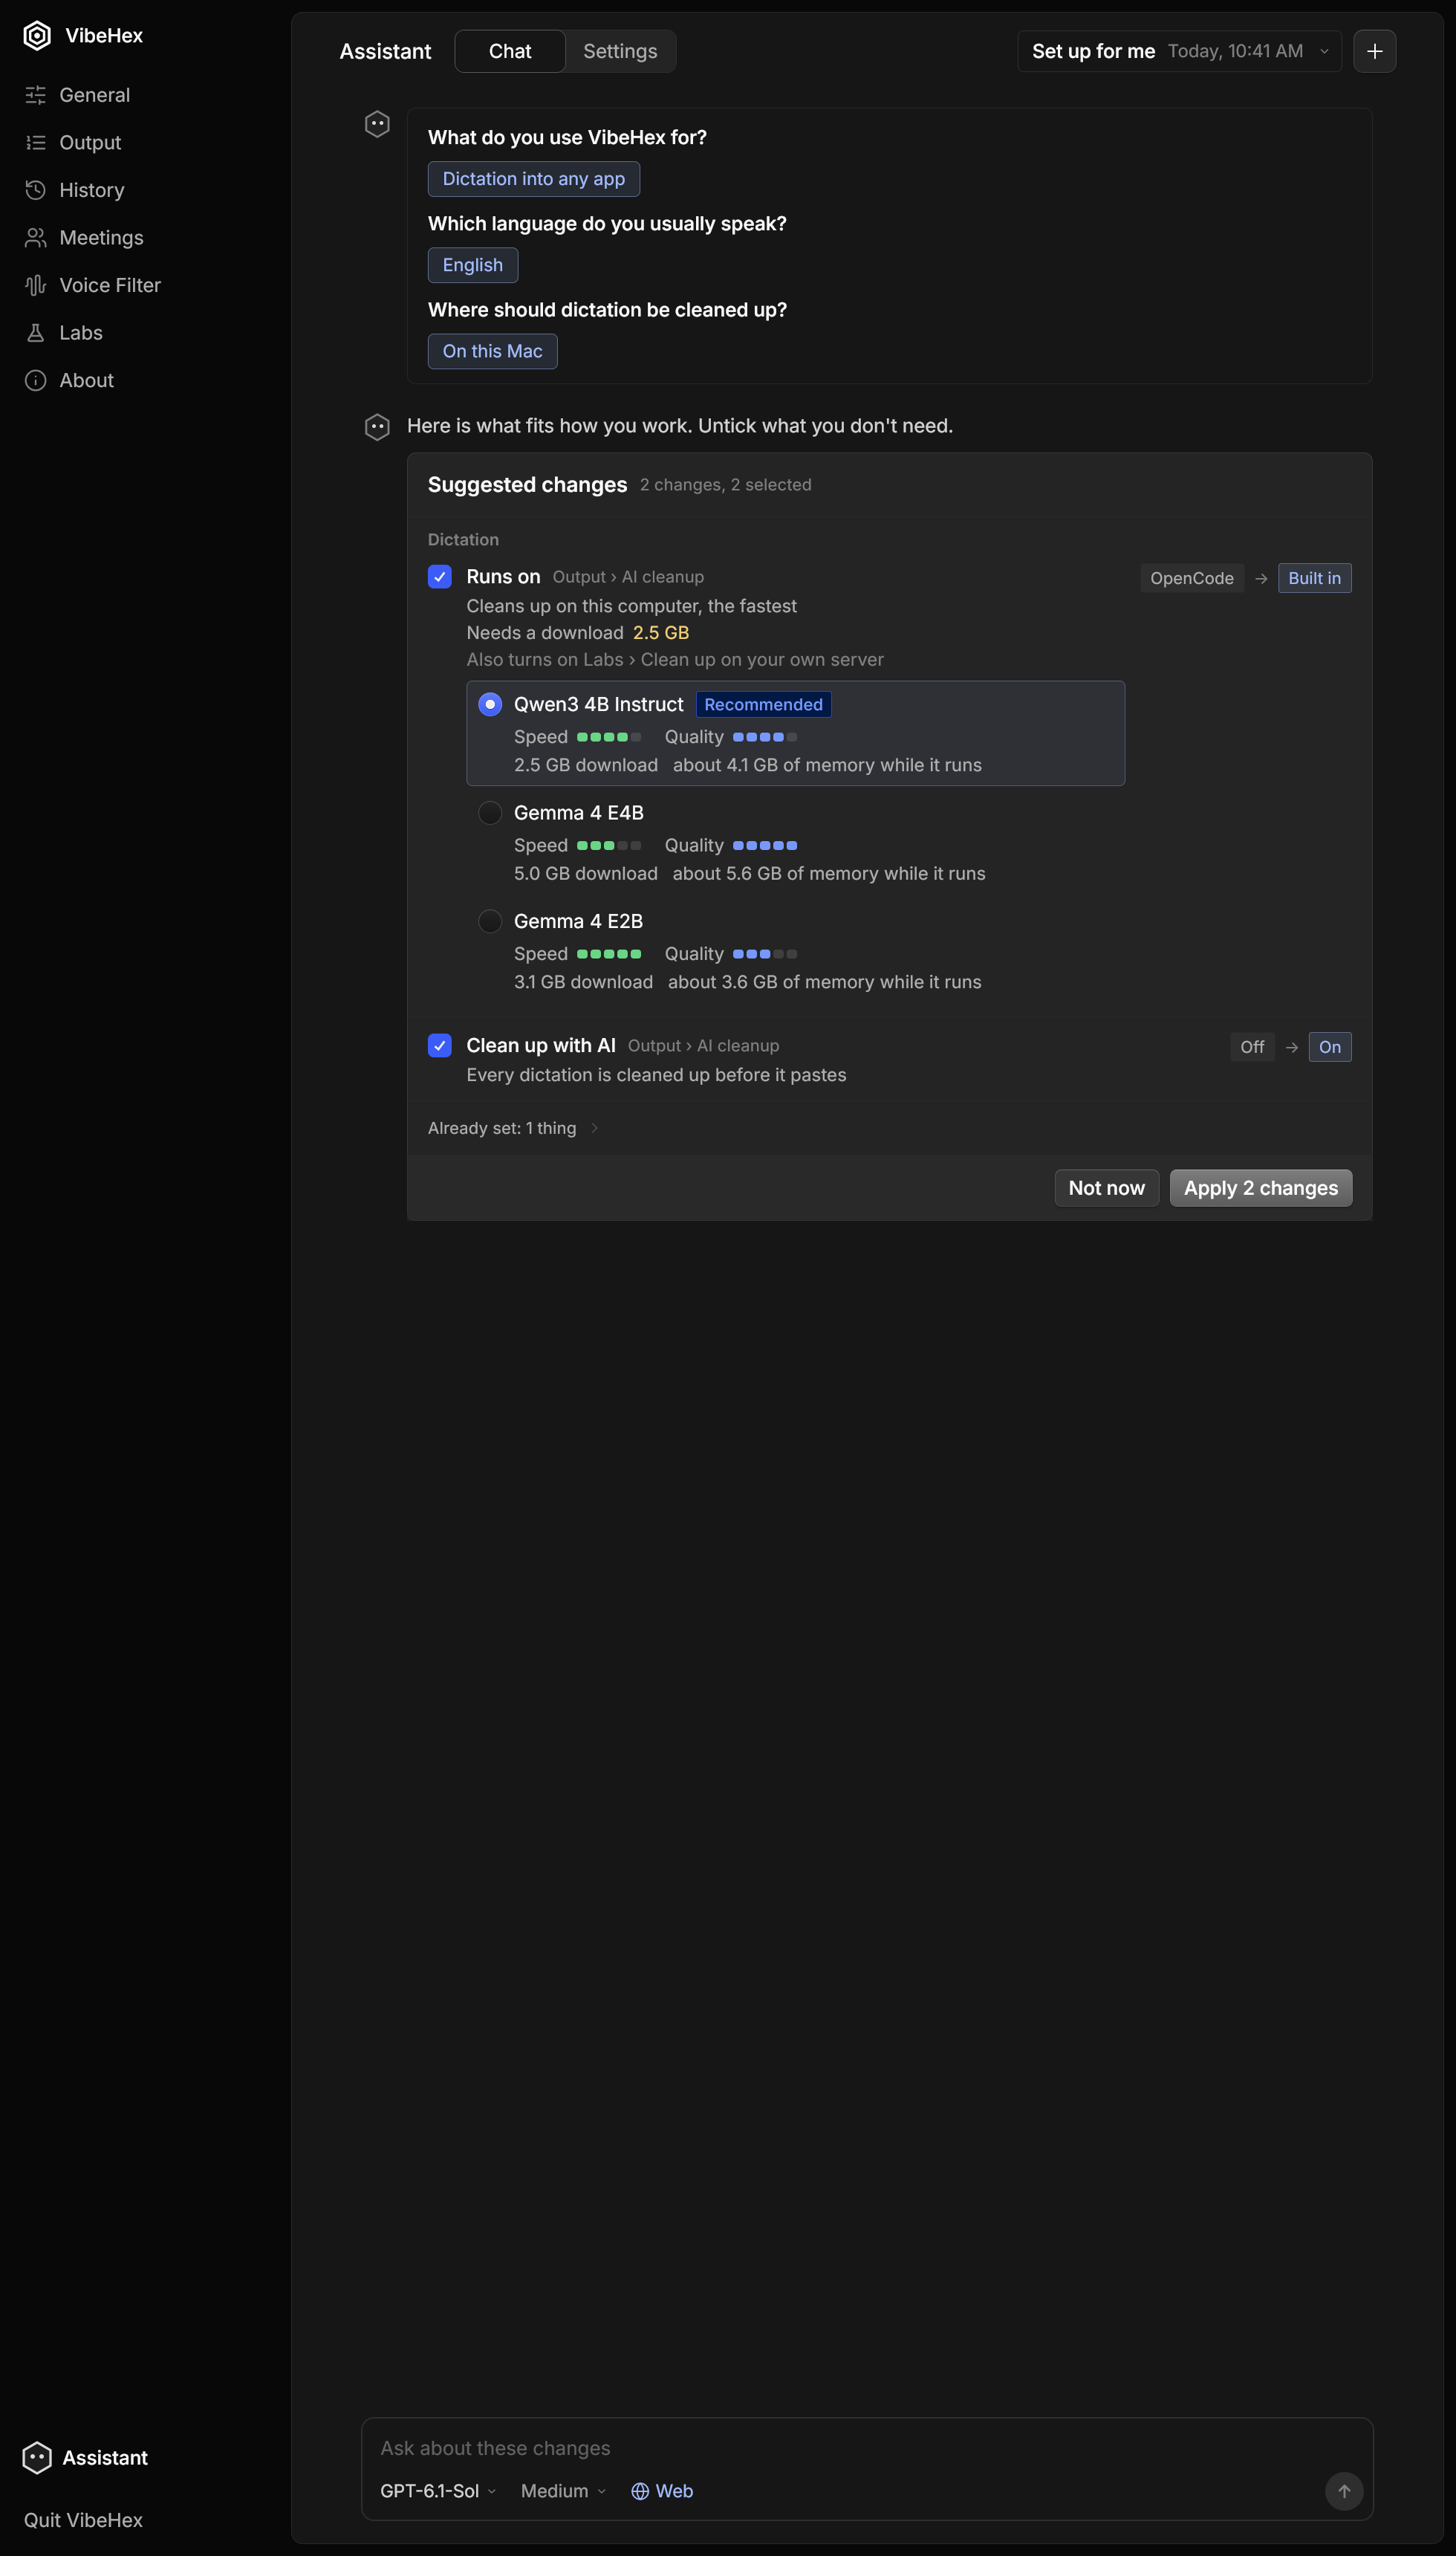 VibeHex
General
Output
History
Meetings
Voice Filter
Labs
About
Assistant
Quit VibeHex
Assistant Chat Settings Set up for me Today, 10:41 AM
What do you use VibeHex for?
Dictation into any app
Which language do you usually speak?
English
Where should dictation be cleaned up?
On this Mac
Here is what fits how you work. Untick what you don't need.
Suggested changes 2 changes, 2 selected
Dictation
Runs on Output › AI cleanup OpenCode → Built in
Cleans up on this computer, the fastest
Needs a download 2.5 GB
Also turns on Labs › Clean up on your own server
Qwen3 4B Instruct Recommended
Speed Quality
2.5 GB download about 4.1 GB of memory while it runs
Gemma 4 E4B
Speed Quality
5.0 GB download about 5.6 GB of memory while it runs
Gemma 4 E2B
Speed Quality
3.1 GB download about 3.6 GB of memory while it runs
Clean up with AI Output › AI cleanup Off → On
Every dictation is cleaned up before it pastes
Already set: 1 thing
Not now Apply 2 changes
Ask about these changes
GPT-6.1-Sol Medium Web